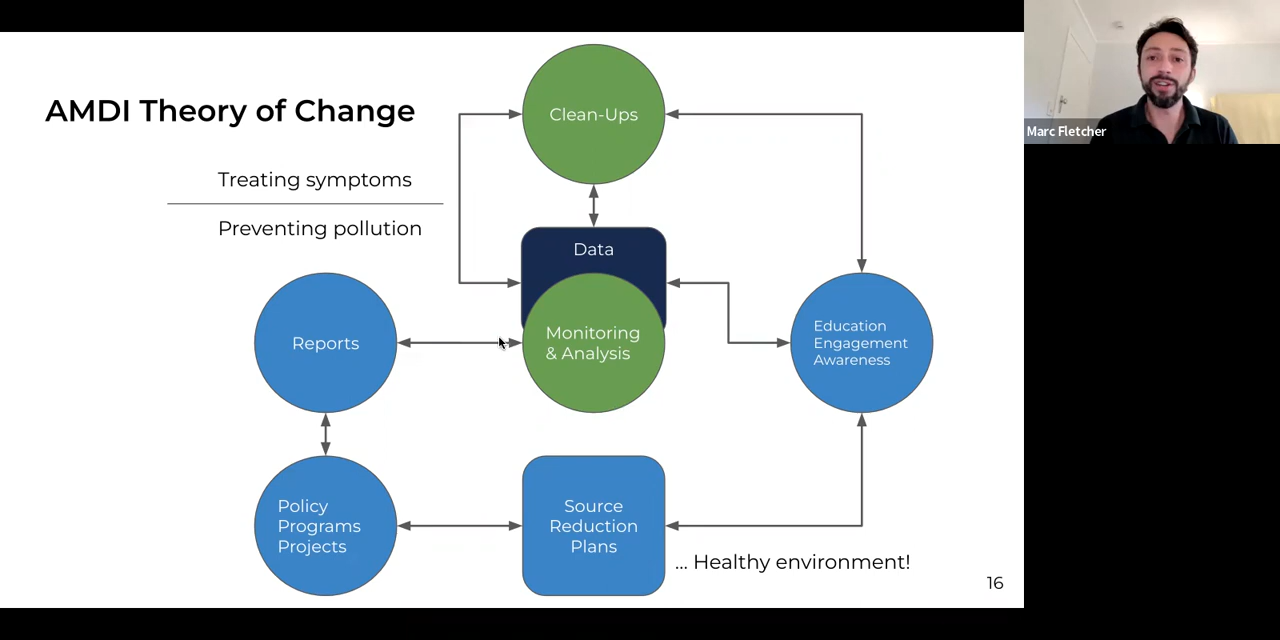 AMDI Theory of Change
Treating symptoms
Preventing pollution
Clean-Ups
Data
Monitoring
& Analysis
Reports
Education
Engagement
Awareness
Policy
Programs
Projects
Source
Reduction
Plans
... Healthy environment!
16
Marc Fletcher